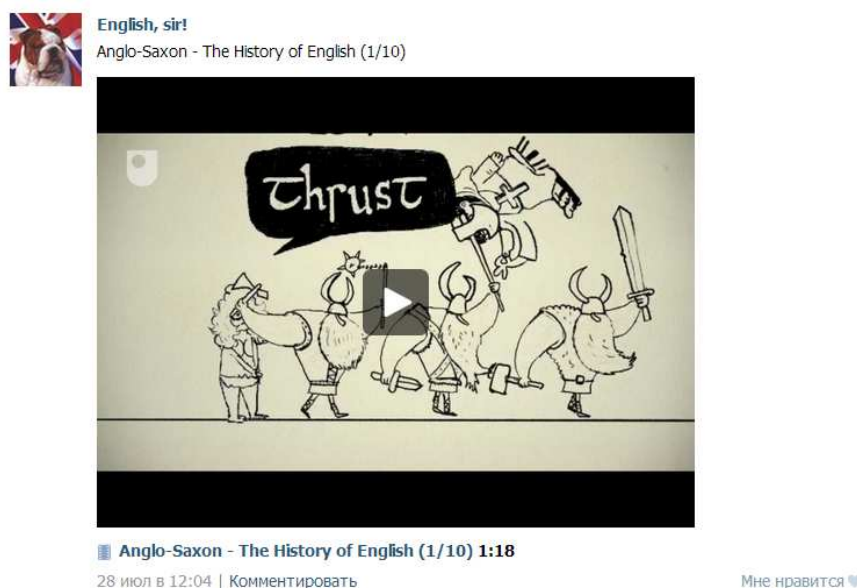 English, sir!
Anglo-Saxon - The History of English (1/10)
thrust
Anglo-Saxon - The History of English (1/10) 1:18
28 июл в 12:04 | Комментировать
Мне нравится